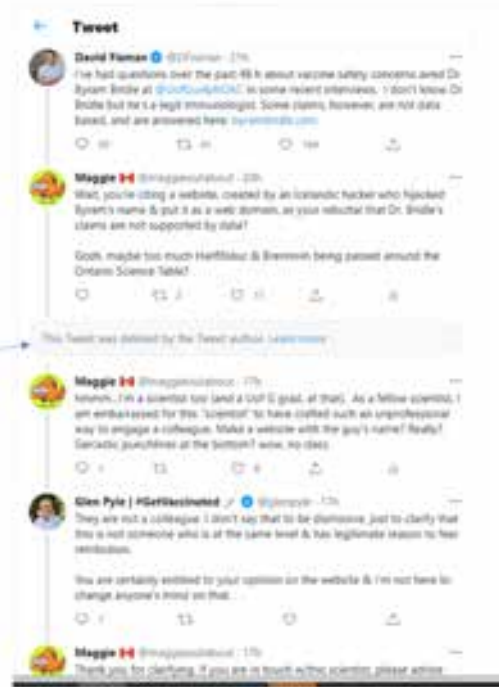 Tweet
David Fisman
I've had questions over the past 48 h about vaccine safety concerns aired Dr
Byram Bridle at in some recent interviews. I don't know Dr
Bridle but he's a legit immunologist. Some claims, however, are not data
based, and are answered here: byrambridle.com
Maggie
Wait, you're citing a website, created by an Icelandic hacker who hijacked
Byram's name & put it as a web domain, as your rebuttal that Dr. Bridle's
claims are not supported by data?
Gosh, maybe too much & Brennivin being passed around the
Ontario Science Table?
2
This Tweet was deleted by the Tweet author. Learn more
Maggie 17h
hmmm...I'm a scientist too (and a UoF G grad, at that). As a fellow scientist, I
am embarrassed for this "scientist" to have crafted such an unprofessional
way to engage a colleague. Make a website with the guy's name? Really?
Sarcastic punchlines at the bottom? wow, no class.
Glen Pyle | #GetVaccinated @glenpyle 17h
They are not a colleague. I don't say that to be dismissive, just to clarify that
this is not someone who is at the same level & has legitimate reason to fear
retribution.
You are certainly entitled to your opinion on the website & I'm not here to
change anyone's mind on that.
Maggie 17h
Thank you for clarifying. If you are in touch w/this scientist, please advise